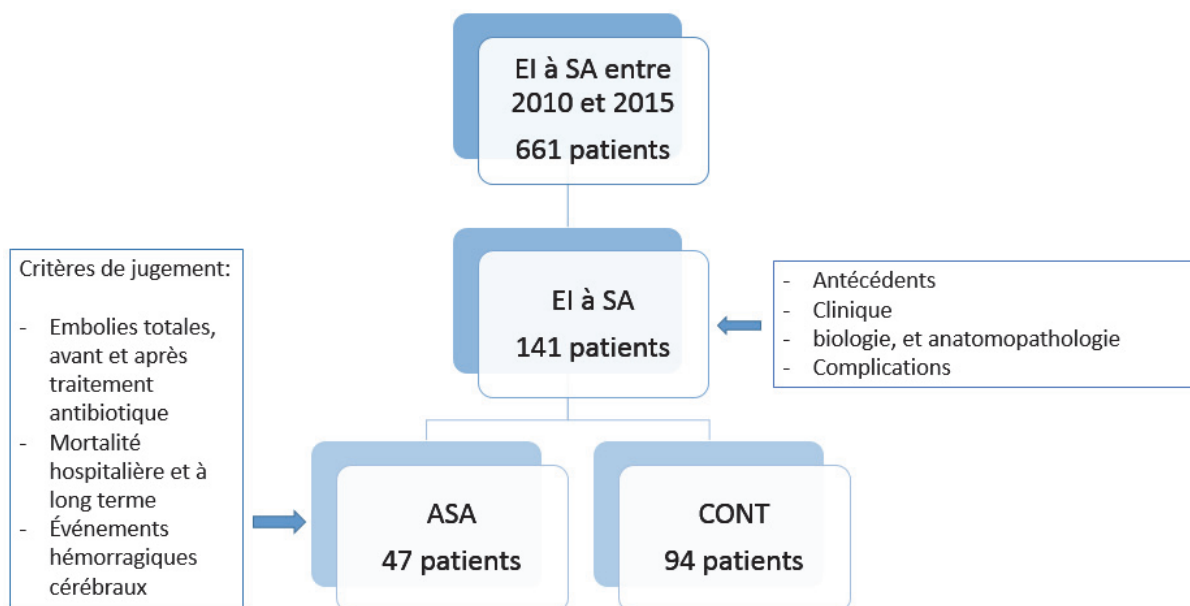 EI à SA entre
2010 et 2015
661 patients
Critères de jugement:
- Embolies totales,
avant et après
traitement
antibiotique
- Mortalité
hospitalière et à
long terme
- Événements
hémorragiques
cérébraux
EI à SA
141 patients
- Antécédents
- Clinique
- biologie, et anatomopathologie
- Complications
ASA
47 patients
CONT
94 patients